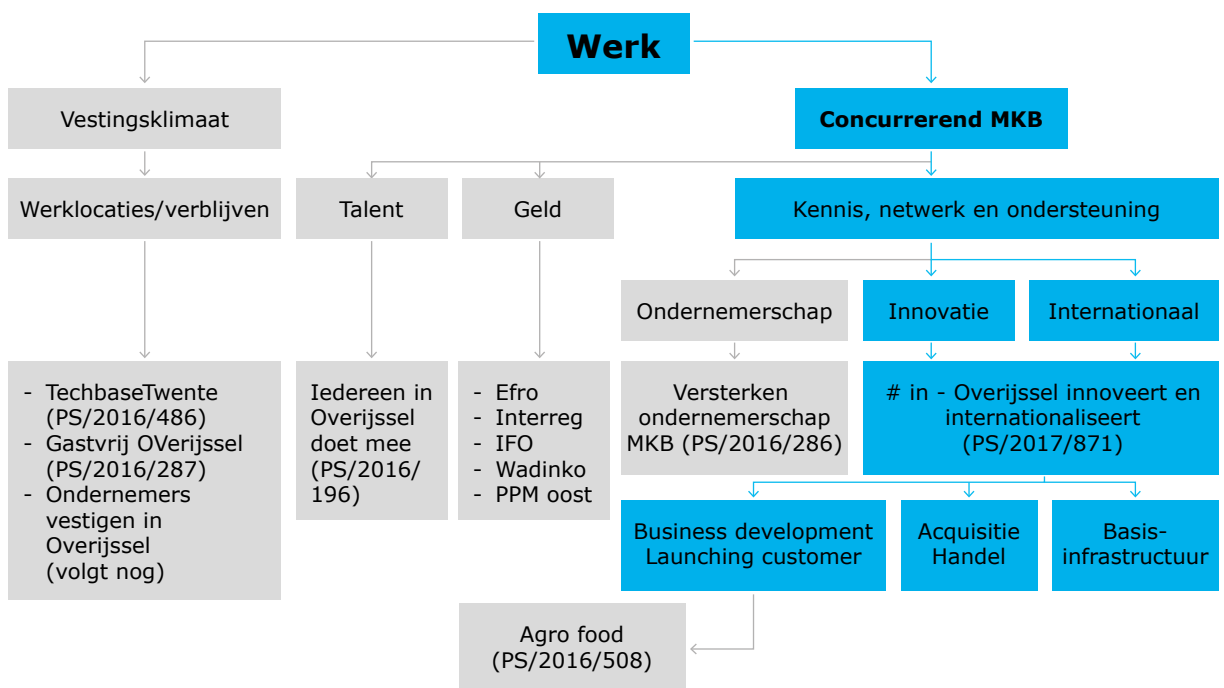 Werk
Vestingsklimaat
Concurrerend MKB
Werklocaties/verblijven
Talent
Geld
Kennis, netwerk en ondersteuning
Ondernemerschap
Innovatie
Internationaal
- TechbaseTwente
(PS/2016/486)
- Gastvrij OVerijssel
(PS/2016/287)
- Ondernemers
vestigen in
Overijssel
(volgt nog)
Iedereen in
Overijssel
doet mee
(PS/2016/
196)
- Efro
- Interreg
- IFO
- Wadinko
- PPM oost
Versterken
ondernemerschap
MKB (PS/2016/286)
# in - Overijssel innoveert en
internationaliseert
(PS/2017/871)
Business development
Launching customer
Acquisitie
Handel
Basis-
infrastructuur
Agro food
(PS/2016/508)